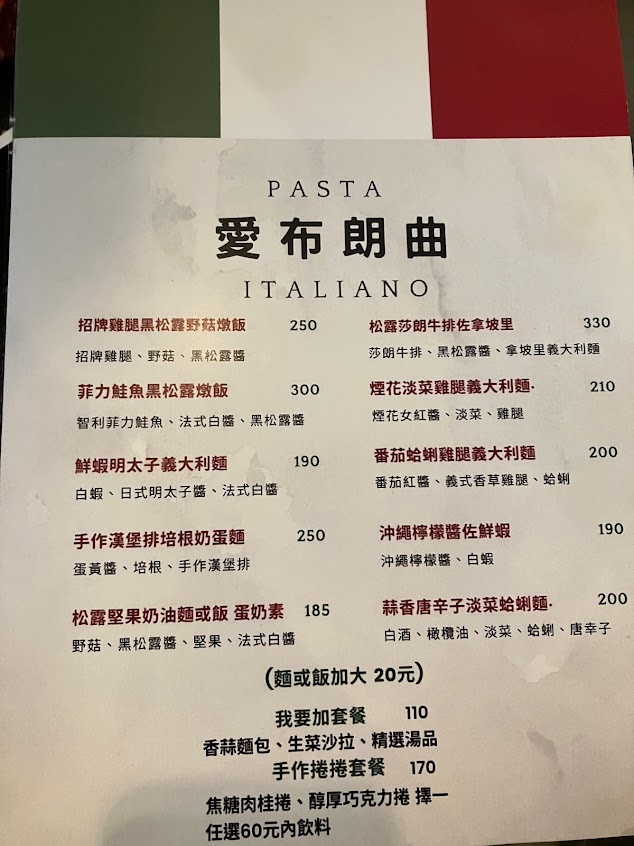 PASTA
愛布朗曲
ITALIANO
招牌雞腿黑松露野菇燉飯 250
招牌雞腿、野菇、黑松露醬
菲力鮭魚黑松露燉飯 300
智利菲力鮭魚、法式白醬、黑松露醬
鮮蝦明太子義大利麵 190
白蝦、日式明太子醬、法式白醬
手作漢堡排培根奶蛋麵 250
蛋黃醬、培根、手作漢堡排
松露堅果奶油麵或飯 蛋奶素 185
野菇、黑松露醬、堅果、法式白醬
松露莎朗牛排佐拿坡里 330
莎朗牛排、黑松露醬、拿坡里義大利麵
煙花淡菜雞腿義大利麵. 210
煙花女紅醬、淡菜、雞腿
番茄蛤蜊雞腿義大利麵 200
番茄紅醬、義式香草雞腿、蛤蜊
沖繩檸檬醬佐鮮蝦 190
沖繩檸檬醬、白蝦
蒜香唐辛子淡菜蛤蜊麵. 200
白酒、橄欖油、淡菜、蛤蜊、唐幸子
(麵或飯加大 20元)
我要加套餐 110
香蒜麵包、生菜沙拉、精選湯品
手作捲捲套餐 170
焦糖肉桂捲、醇厚巧克力捲 擇一
任選60元內飲料